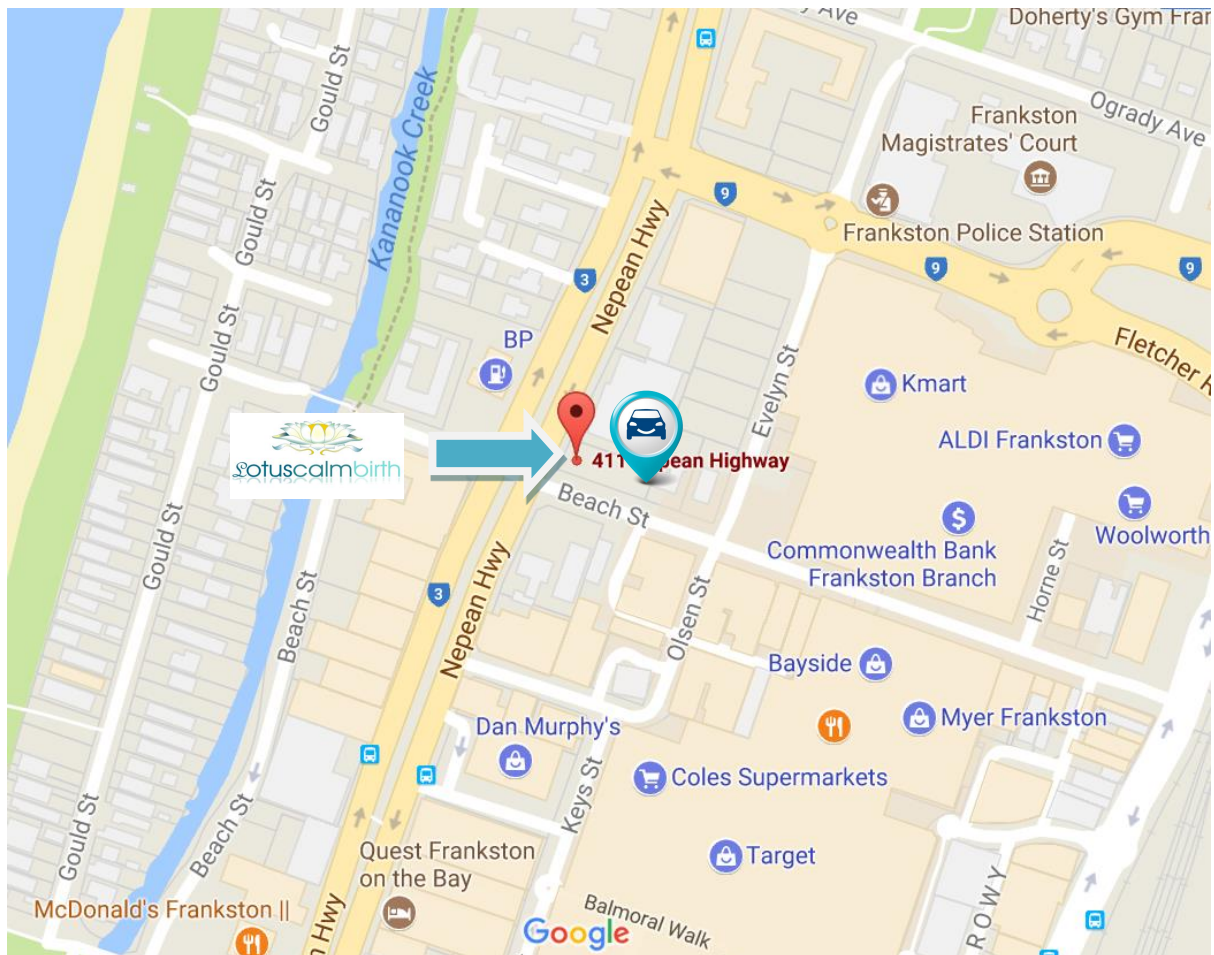 y Ave
Doherty's Gym Fran
Ogrady Ave
Gould St
Kananook Creek
Frankston
Magistrates' Court
9
Frankston Police Station
Gould St
Nepean Hwy
3
9
9
BP
Gould St
Evelyn St
Fletcher R
Kmart
Lotuscalmbirth
ALDI Frankston
411 pean Highway
Beach St
Woolworth
Commonwealth Bank
Frankston Branch
Gould St
Horne St
3
Nepean Hwy
Beach St
Olsen St
Bayside
Myer Frankston
Dan Murphy's
Coles Supermarkets
Keys St
Gould St
Beach St
Target
Quest Frankston
on the Bay
McDonald's Frankston ||
n Hwy
Balmoral Walk
Google
ROWY